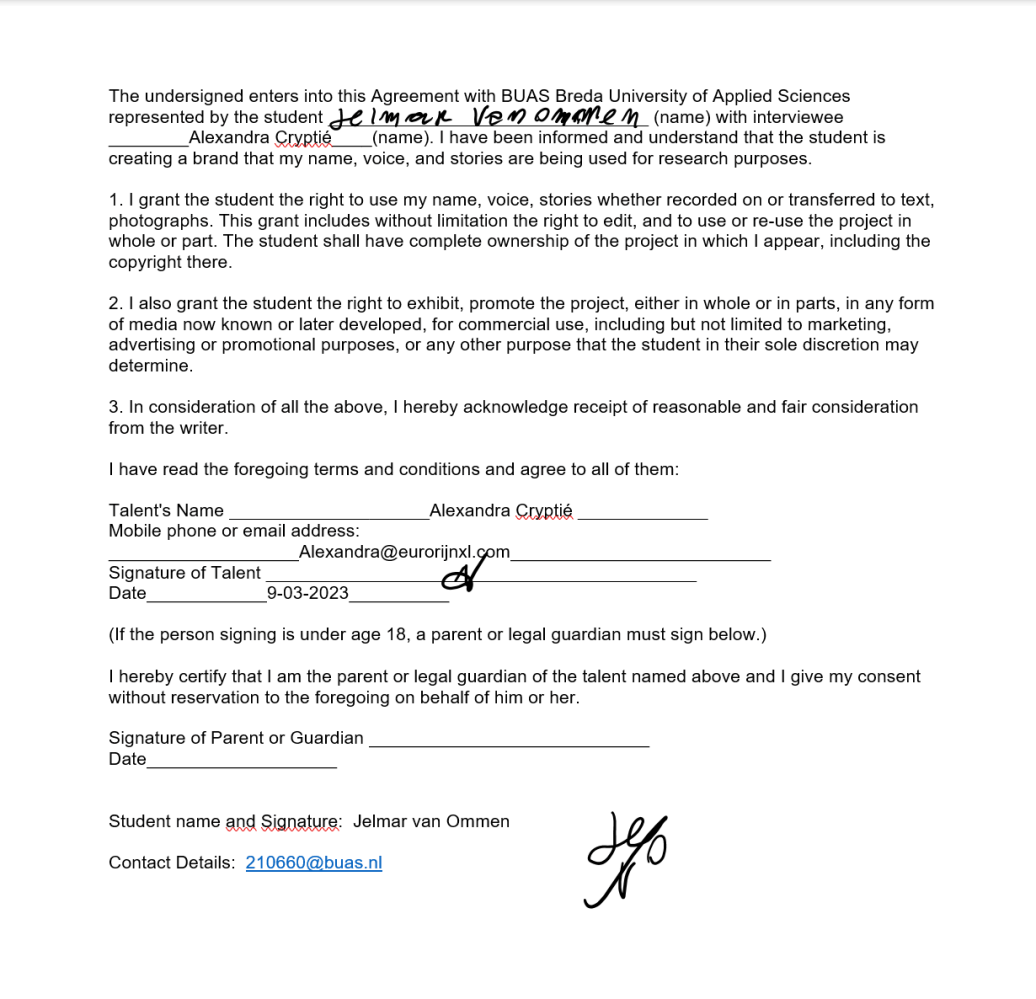 The undersigned enters into this Agreement with BUAS Breda University of Applied Sciences
represented by the student Jelmar Van Ommen (name) with interviewee
________Alexandra Cryptié____(name). I have been informed and understand that the student is
creating a brand that my name, voice, and stories are being used for research purposes.
1. I grant the student the right to use my name, voice, stories whether recorded on or transferred to text,
photographs. This grant includes without limitation the right to edit, and to use or re-use the project in
whole or part. The student shall have complete ownership of the project in which I appear, including the
copyright there.
2. I also grant the student the right to exhibit, promote the project, either in whole or in parts, in any form
of media now known or later developed, for commercial use, including but not limited to marketing,
advertising or promotional purposes, or any other purpose that the student in their sole discretion may
determine.
3. In consideration of all the above, I hereby acknowledge receipt of reasonable and fair consideration
from the writer.
I have read the foregoing terms and conditions and agree to all of them:
Talent's Name ____________________Alexandra Cryptié _____________
Mobile phone or email address:
___________________Alexandra@eurorijnxl.com__________________________
Signature of Talent ___________________________________________
Date____________9-03-2023__________
(If the person signing is under age 18, a parent or legal guardian must sign below.)
I hereby certify that I am the parent or legal guardian of the talent named above and I give my consent
without reservation to the foregoing on behalf of him or her.
Signature of Parent or Guardian ____________________________
Date___________________
Student name and Signature: Jelmar van Ommen
Contact Details: 210660@buas.nl